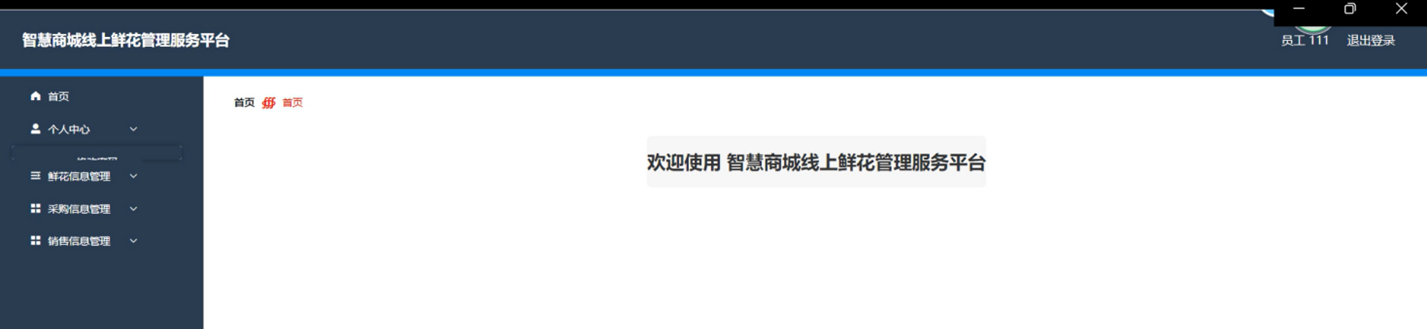 智慧商城线上鲜花管理服务平台
员工 111 退出登录
首页
个人中心
鲜花信息管理
采购信息管理
销售信息管理
首页 首页
欢迎使用 智慧商城线上鲜花管理服务平台